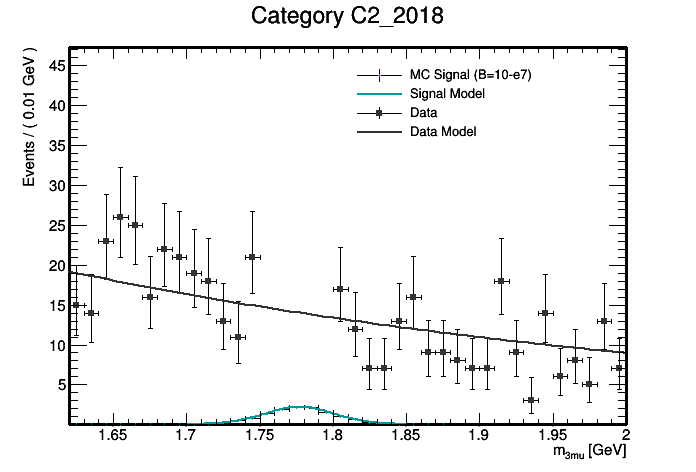 Category C2_2018
Events / ( 0.01 GeV )
45
40
35
30
25
20
15
10
5
MC Signal (B=10-e7)
Signal Model
Data
Data Model
1.65 1.7 1.75 1.8 1.85 1.9 1.95 2
m3mu [GeV]